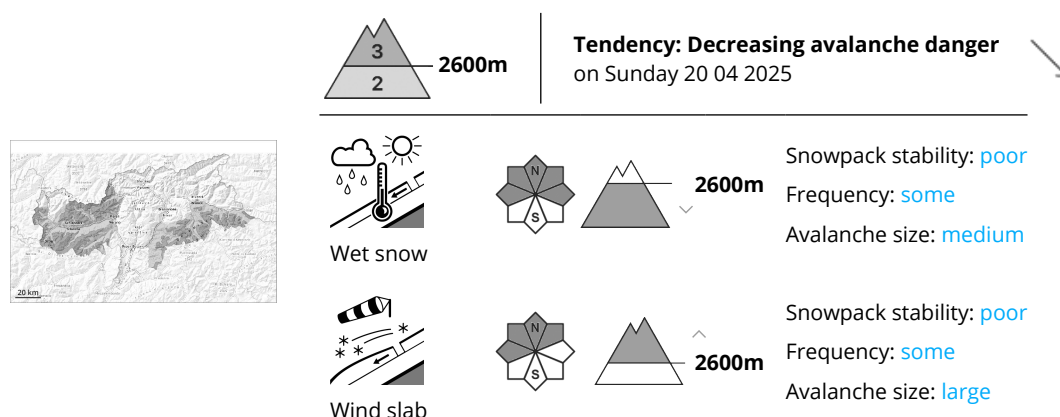 3
2600m
2
Tendency: Decreasing avalanche danger
on Sunday 20 04 2025
20 km
Wet snow
N
S
2600m
Snowpack stability: poor
Frequency: some
Avalanche size: medium
Wind slab
N
S
2600m
Snowpack stability: poor
Frequency: some
Avalanche size: large